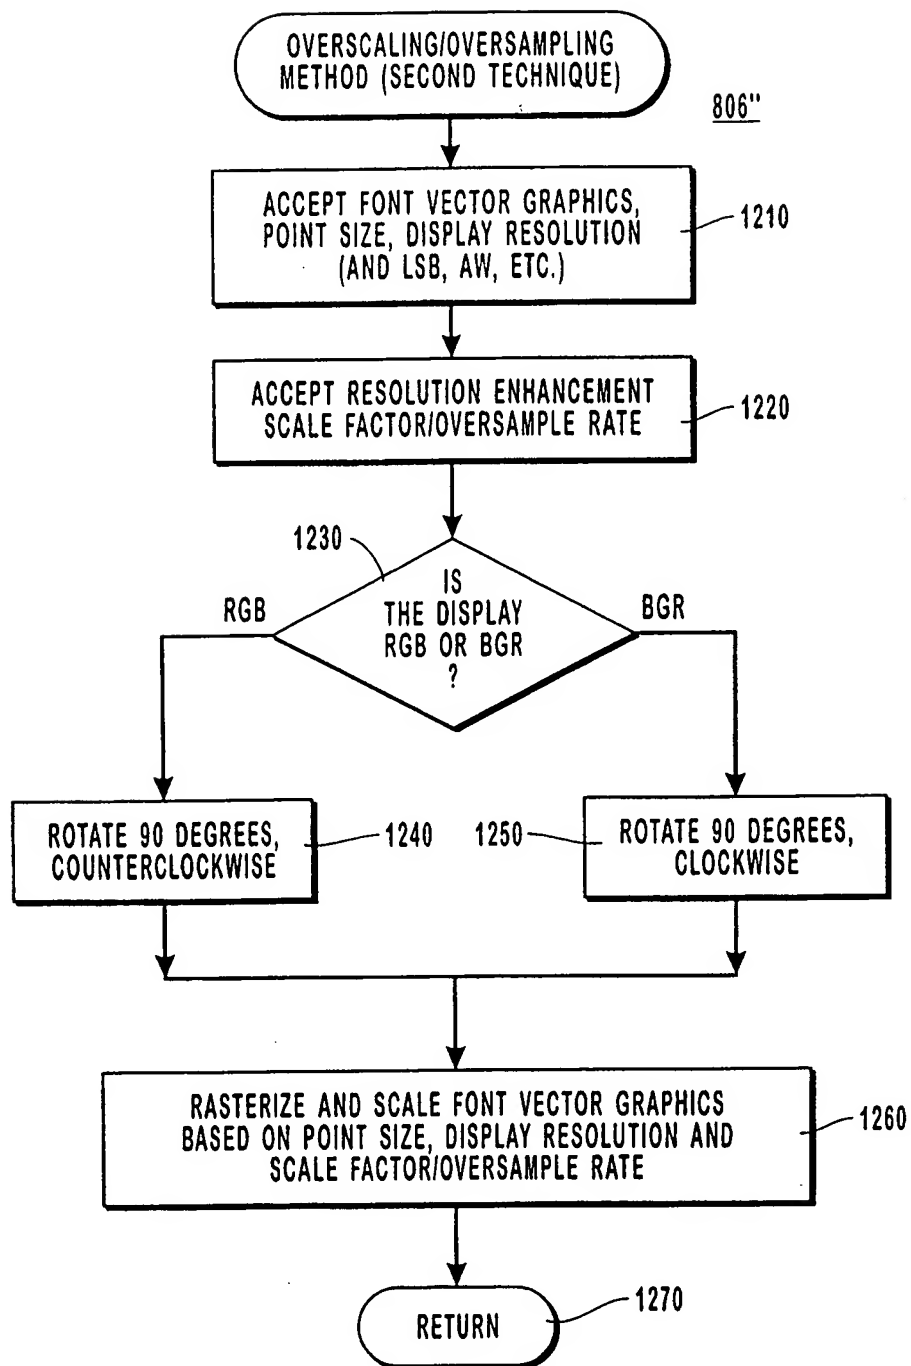 OVERSCALING/OVERSAMPLING
METHOD (SECOND TECHNIQUE)
806"
ACCEPT FONT VECTOR GRAPHICS,
POINT SIZE, DISPLAY RESOLUTION
(AND LSB, AW, ETC.)
1210
ACCEPT RESOLUTION ENHANCEMENT
SCALE FACTOR/OVERSAMPLE RATE
1220
1230
IS
THE DISPLAY
RGB OR BGR
?
RGB
BGR
ROTATE 90 DEGREES,
COUNTERCLOCKWISE
1240
1250
ROTATE 90 DEGREES,
CLOCKWISE
RASTERIZE AND SCALE FONT VECTOR GRAPHICS
BASED ON POINT SIZE, DISPLAY RESOLUTION AND
SCALE FACTOR/OVERSAMPLE RATE
1260
RETURN
1270